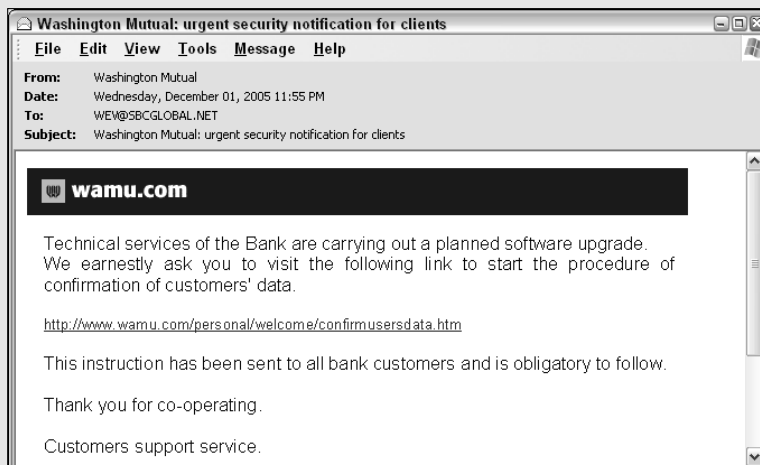 Washington Mutual: urgent security notification for clients
File Edit View Tools Message Help
From: Washington Mutual
Date: Wednesday, December 01, 2005 11:55 PM
To: WEV@SBCGLOBAL.NET
Subject: Washington Mutual: urgent security notification for clients
wamu.com
Technical services of the Bank are carrying out a planned software upgrade.
We earnestly ask you to visit the following link to start the procedure of
confirmation of customers' data.
http://www.wamu.com/personal/welcome/confirmusersdata.htm
This instruction has been sent to all bank customers and is obligatory to follow.
Thank you for co-operating.
Customers support service.